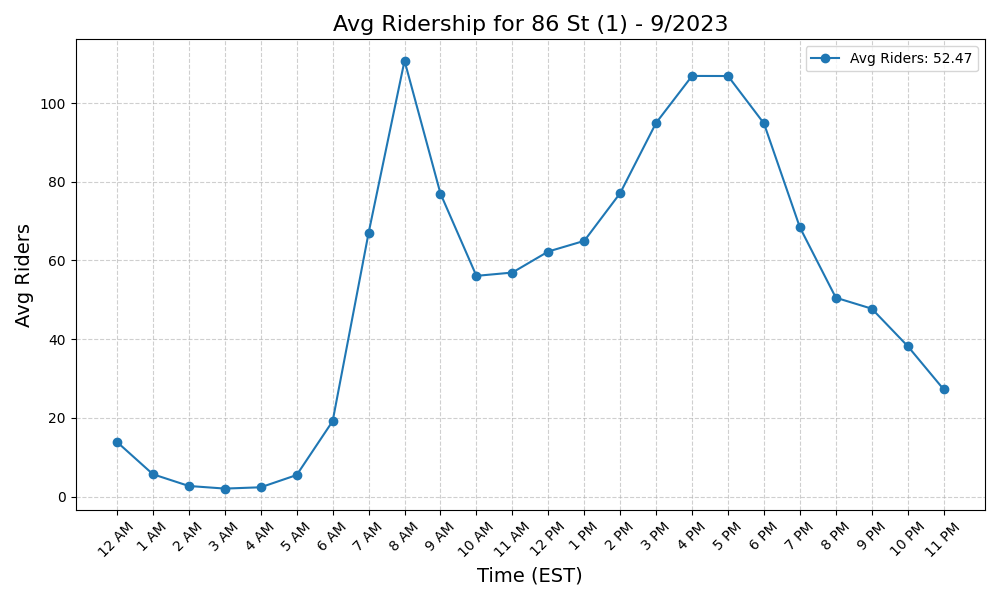 Avg Ridership for 86 St (1) - 9/2023
Avg Riders: 52.47
Avg Riders
100
80
60
40
20
0
12 AM
1 AM
2 AM
3 AM
4 AM
5 AM
6 AM
7 AM
8 AM
9 AM
10 AM
11 AM
12 PM
1 PM
2 PM
3 PM
4 PM
5 PM
6 PM
7 PM
8 PM
9 PM
10 PM
11 PM
Time (EST)